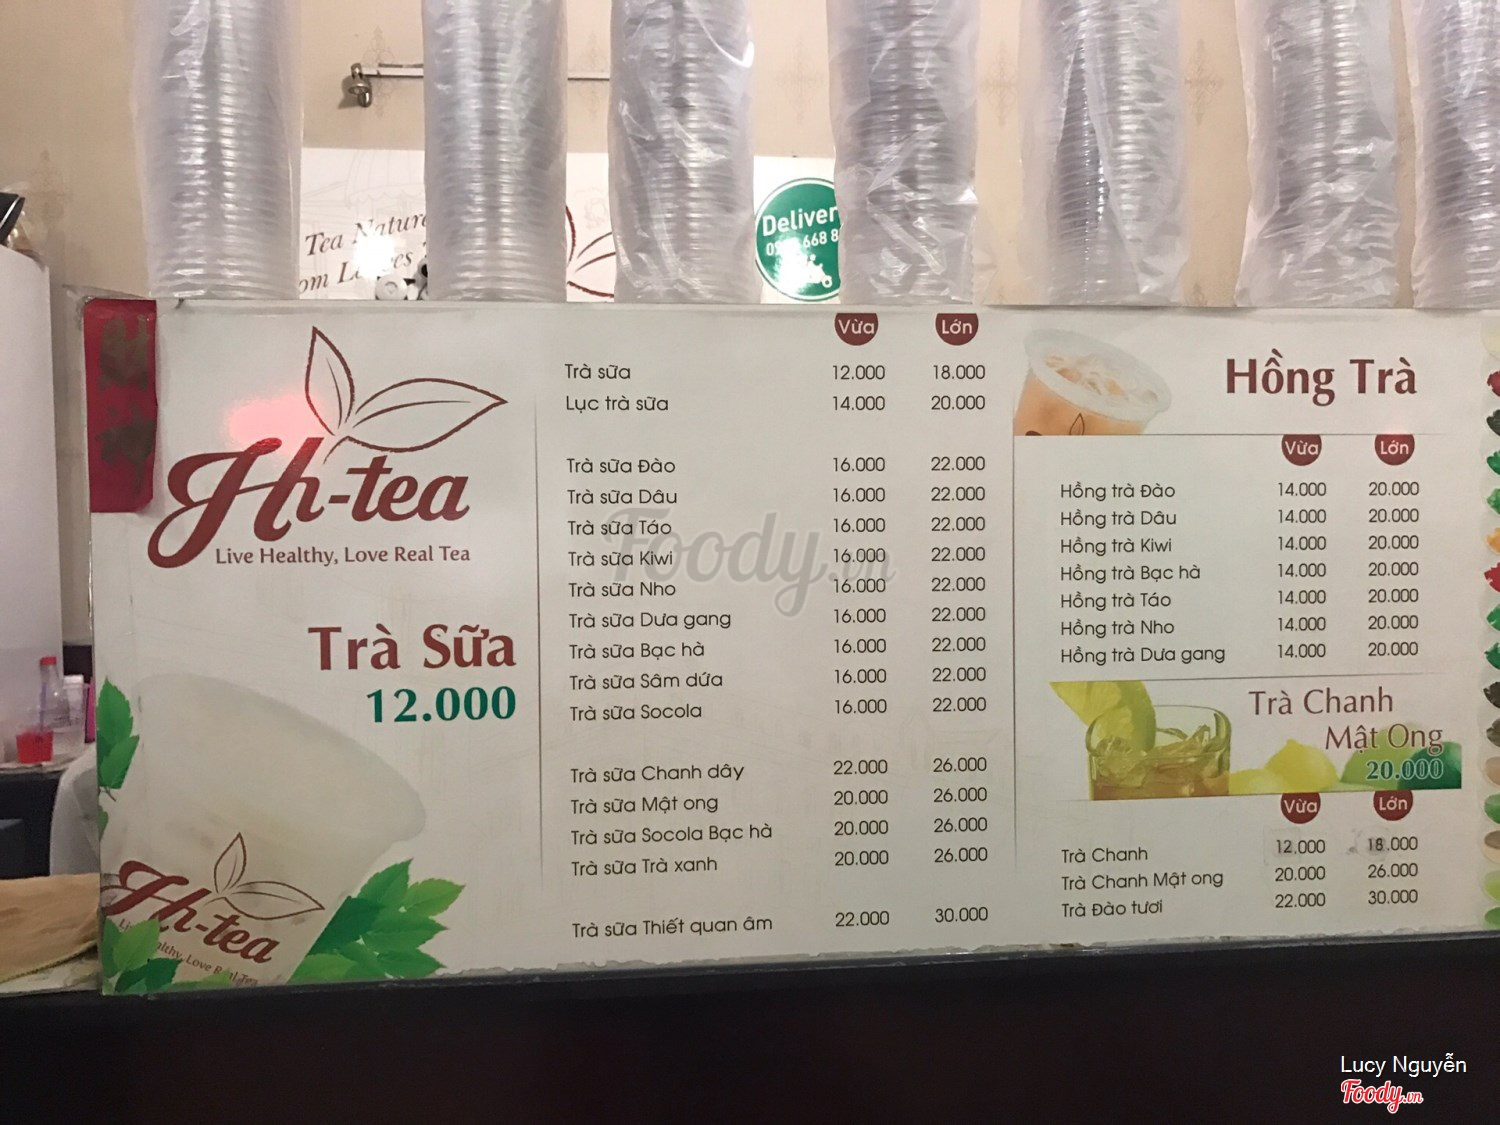 Tea Nature
Deliver
668 8
Hh-tea
Live Healthy, Love Real Tea
Trà Sữa
12.000
Hh-tea
Love
Vừa Lớn
Trà sữa 12.000 18.000
Lục trà sữa 14.000 20.000
Trà sữa Đào 16.000 22.000
Trà sữa Dâu 16.000 22.000
Trà sữa Táo 16.000 22.000
Trà sữa Kiwi 16.000 22.000
Trà sữa Nho 16.000 22.000
Trà sữa Dưa gang 16.000 22.000
Trà sữa Bạc hà 16.000 22.000
Trà sữa Sâm dứa 16.000 22.000
Trà sữa Socola 16.000 22.000
Trà sữa Chanh dây 22.000 26.000
Trà sữa Mật ong 20.000 26.000
Trà sữa Socola Bạc hà 20.000 26.000
Trà sữa Trà xanh 20.000 26.000
Trà sữa Thiết quan âm 22.000 30.000
Hồng Trà
Vừa Lớn
Hồng trà Đào 14.000 20.000
Hồng trà Dâu 14.000 20.000
Hồng trà Kiwi 14.000 20.000
Hồng trà Bạc hà 14.000 20.000
Hồng trà Táo 14.000 20.000
Hồng trà Nho 14.000 20.000
Hồng trà Dưa gang 14.000 20.000
Trà Chanh
Mật Ong
20.000
Vừa Lớn
Trà Chanh 12.000 18.000
Trà Chanh Mật ong 20.000 26.000
Trà Đào tươi 22.000 30.000
Foody.vn
Lucy Nguyễn
Foody.vn